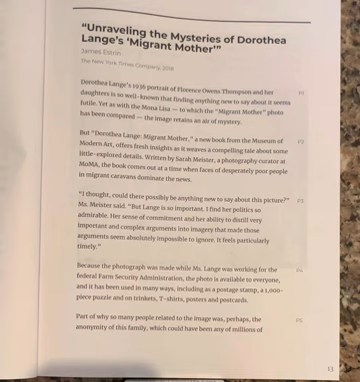 "Unraveling the Mysteries of Dorothea
Lange's 'Migrant Mother'"
James Estrin
The New York Times Company, 2018
Dorothea Lange's 1936 portrait of Florence Owens Thompson and her
daughters is so well-known that finding anything new to say about it seems
futile. Yet as with the Mona Lisa — to which the "Migrant Mother" photo
has been compared — the image retains an air of mystery.
But "Dorothea Lange: Migrant Mother," a new book from the Museum of
Modern Art, offers fresh insights as it weaves a compelling tale about some
little-explored details. Written by Sarah Meister, a photography curator at
MoMA, the book comes out at a time when faces of desperately poor people
in migrant caravans dominate the news.
"I thought, could there possibly be anything new to say about this picture?"
Ms. Meister said. "But Lange is so important. I find her politics so
admirable. Her sense of commitment and her ability to distill very
important and complex arguments into imagery that made those
arguments seem absolutely impossible to ignore. It feels particularly
timely."
Because the photograph was made while Ms. Lange was working for the
federal Farm Security Administration, the photo is available to everyone,
and it has been used in many ways, including as a postage stamp, a 1,000-
piece puzzle and on trinkets, T-shirts, posters and postcards.
Part of why so many people related to the image was, perhaps, the
anonymity of this family, which could have been any of millions of
13